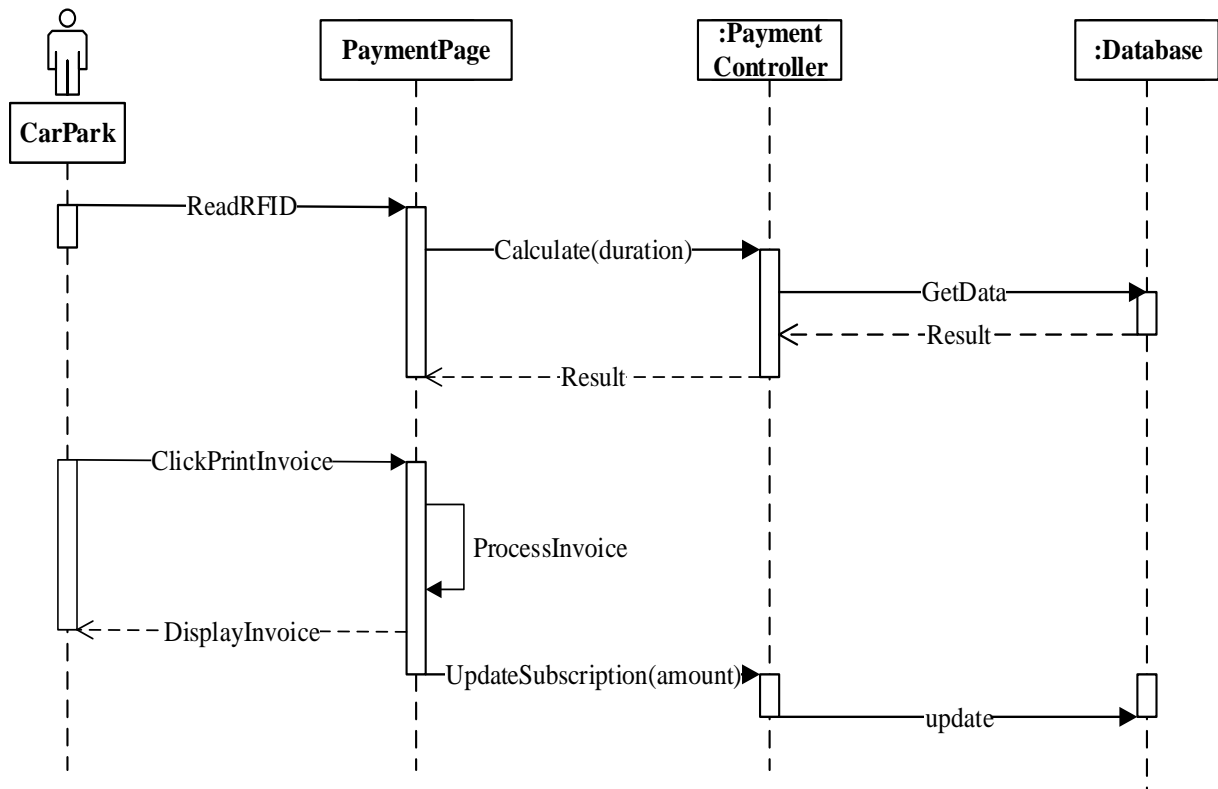 PaymentPage
:Payment
Controller
:Database
CarPark
ReadRFID
Calculate(duration)
GetData
Result
Result
ClickPrintInvoice
ProcessInvoice
DisplayInvoice
UpdateSubscription(amount)
update